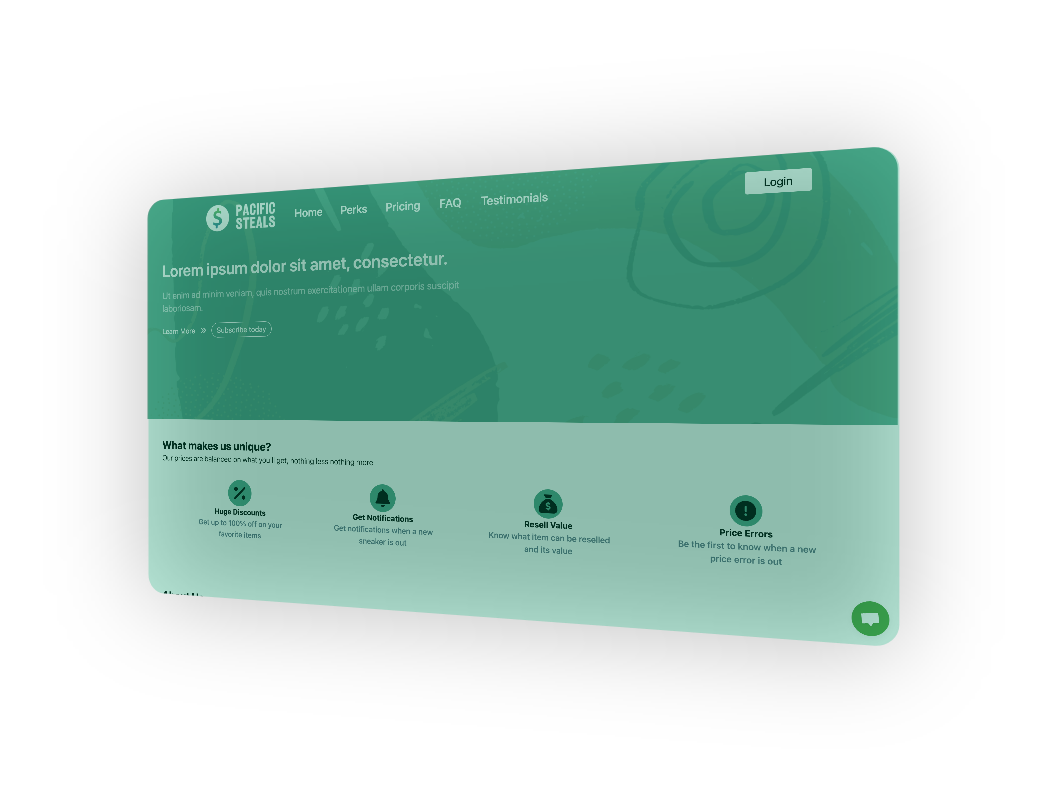 PACIFIC
STEALS
Home Perks Pricing FAQ Testimonials
Login
Lorem ipsum dolor sit amet, consectetur.
Ut enim ad minim veniam, quis nostrum exercitationem ullam corporis suscipit
laboriosam.
Learn More » Subscribe today
What makes us unique?
Our prices are balanced on what you'll get, nothing less nothing more
Huge Discounts
Get up to 100% off on your
favorite items
Get Notifications
Get notifications when a new
sneaker is out
Resell Value
Know what item can be reselled
and its value
Price Errors
Be the first to know when a new
price error is out